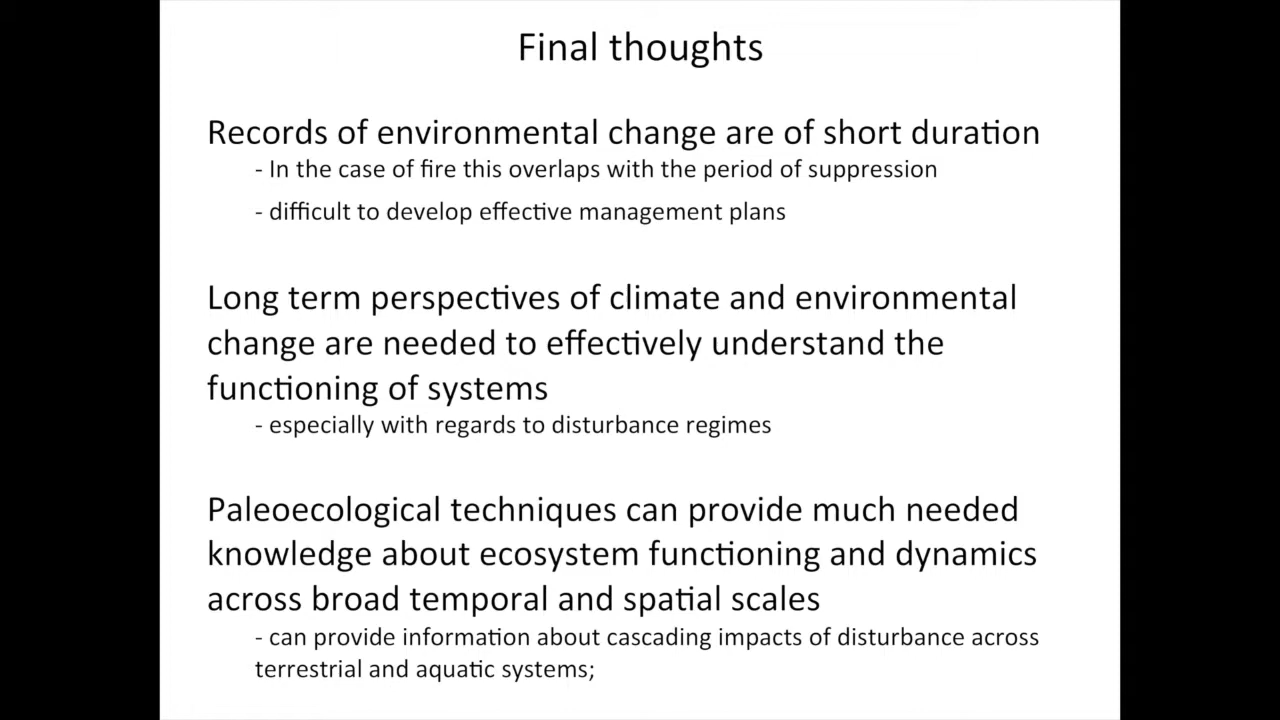 Final thoughts
Records of environmental change are of short duration
- In the case of fire this overlaps with the period of suppression
- difficult to develop effective management plans
Long term perspectives of climate and environmental
change are needed to effectively understand the
functioning of systems
- especially with regards to disturbance regimes
Paleoecological techniques can provide much needed
knowledge about ecosystem functioning and dynamics
across broad temporal and spatial scales
- can provide information about cascading impacts of disturbance across
terrestrial and aquatic systems;